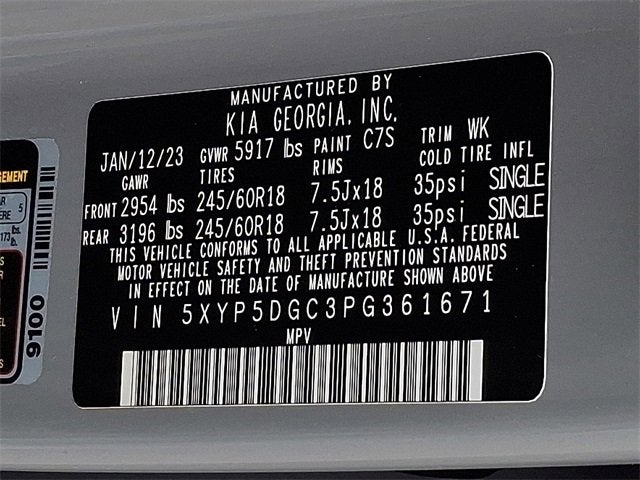 MANUFACTURED BY
KIA GEORGIA, INC.
JAN/12/23 GVWR 5917 lbs PAINT C7S TRIM WK
GAWR TIRES RIMS COLD TIRE INFL
FRONT 2954 lbs 245/60R18 7.5Jx18 35psi SINGLE
REAR 3196 lbs 245/60R18 7.5Jx18 35psi SINGLE
THIS VEHICLE CONFORMS TO ALL APPLICABLE U.S.A. FEDERAL
MOTOR VEHICLE SAFETY AND THEFT PREVENTION STANDARDS
IN EFFECT ON THE DATE OF MANUFACTURE SHOWN ABOVE
VIN 5XYP5DGC3PG361671
MPV
5
9100